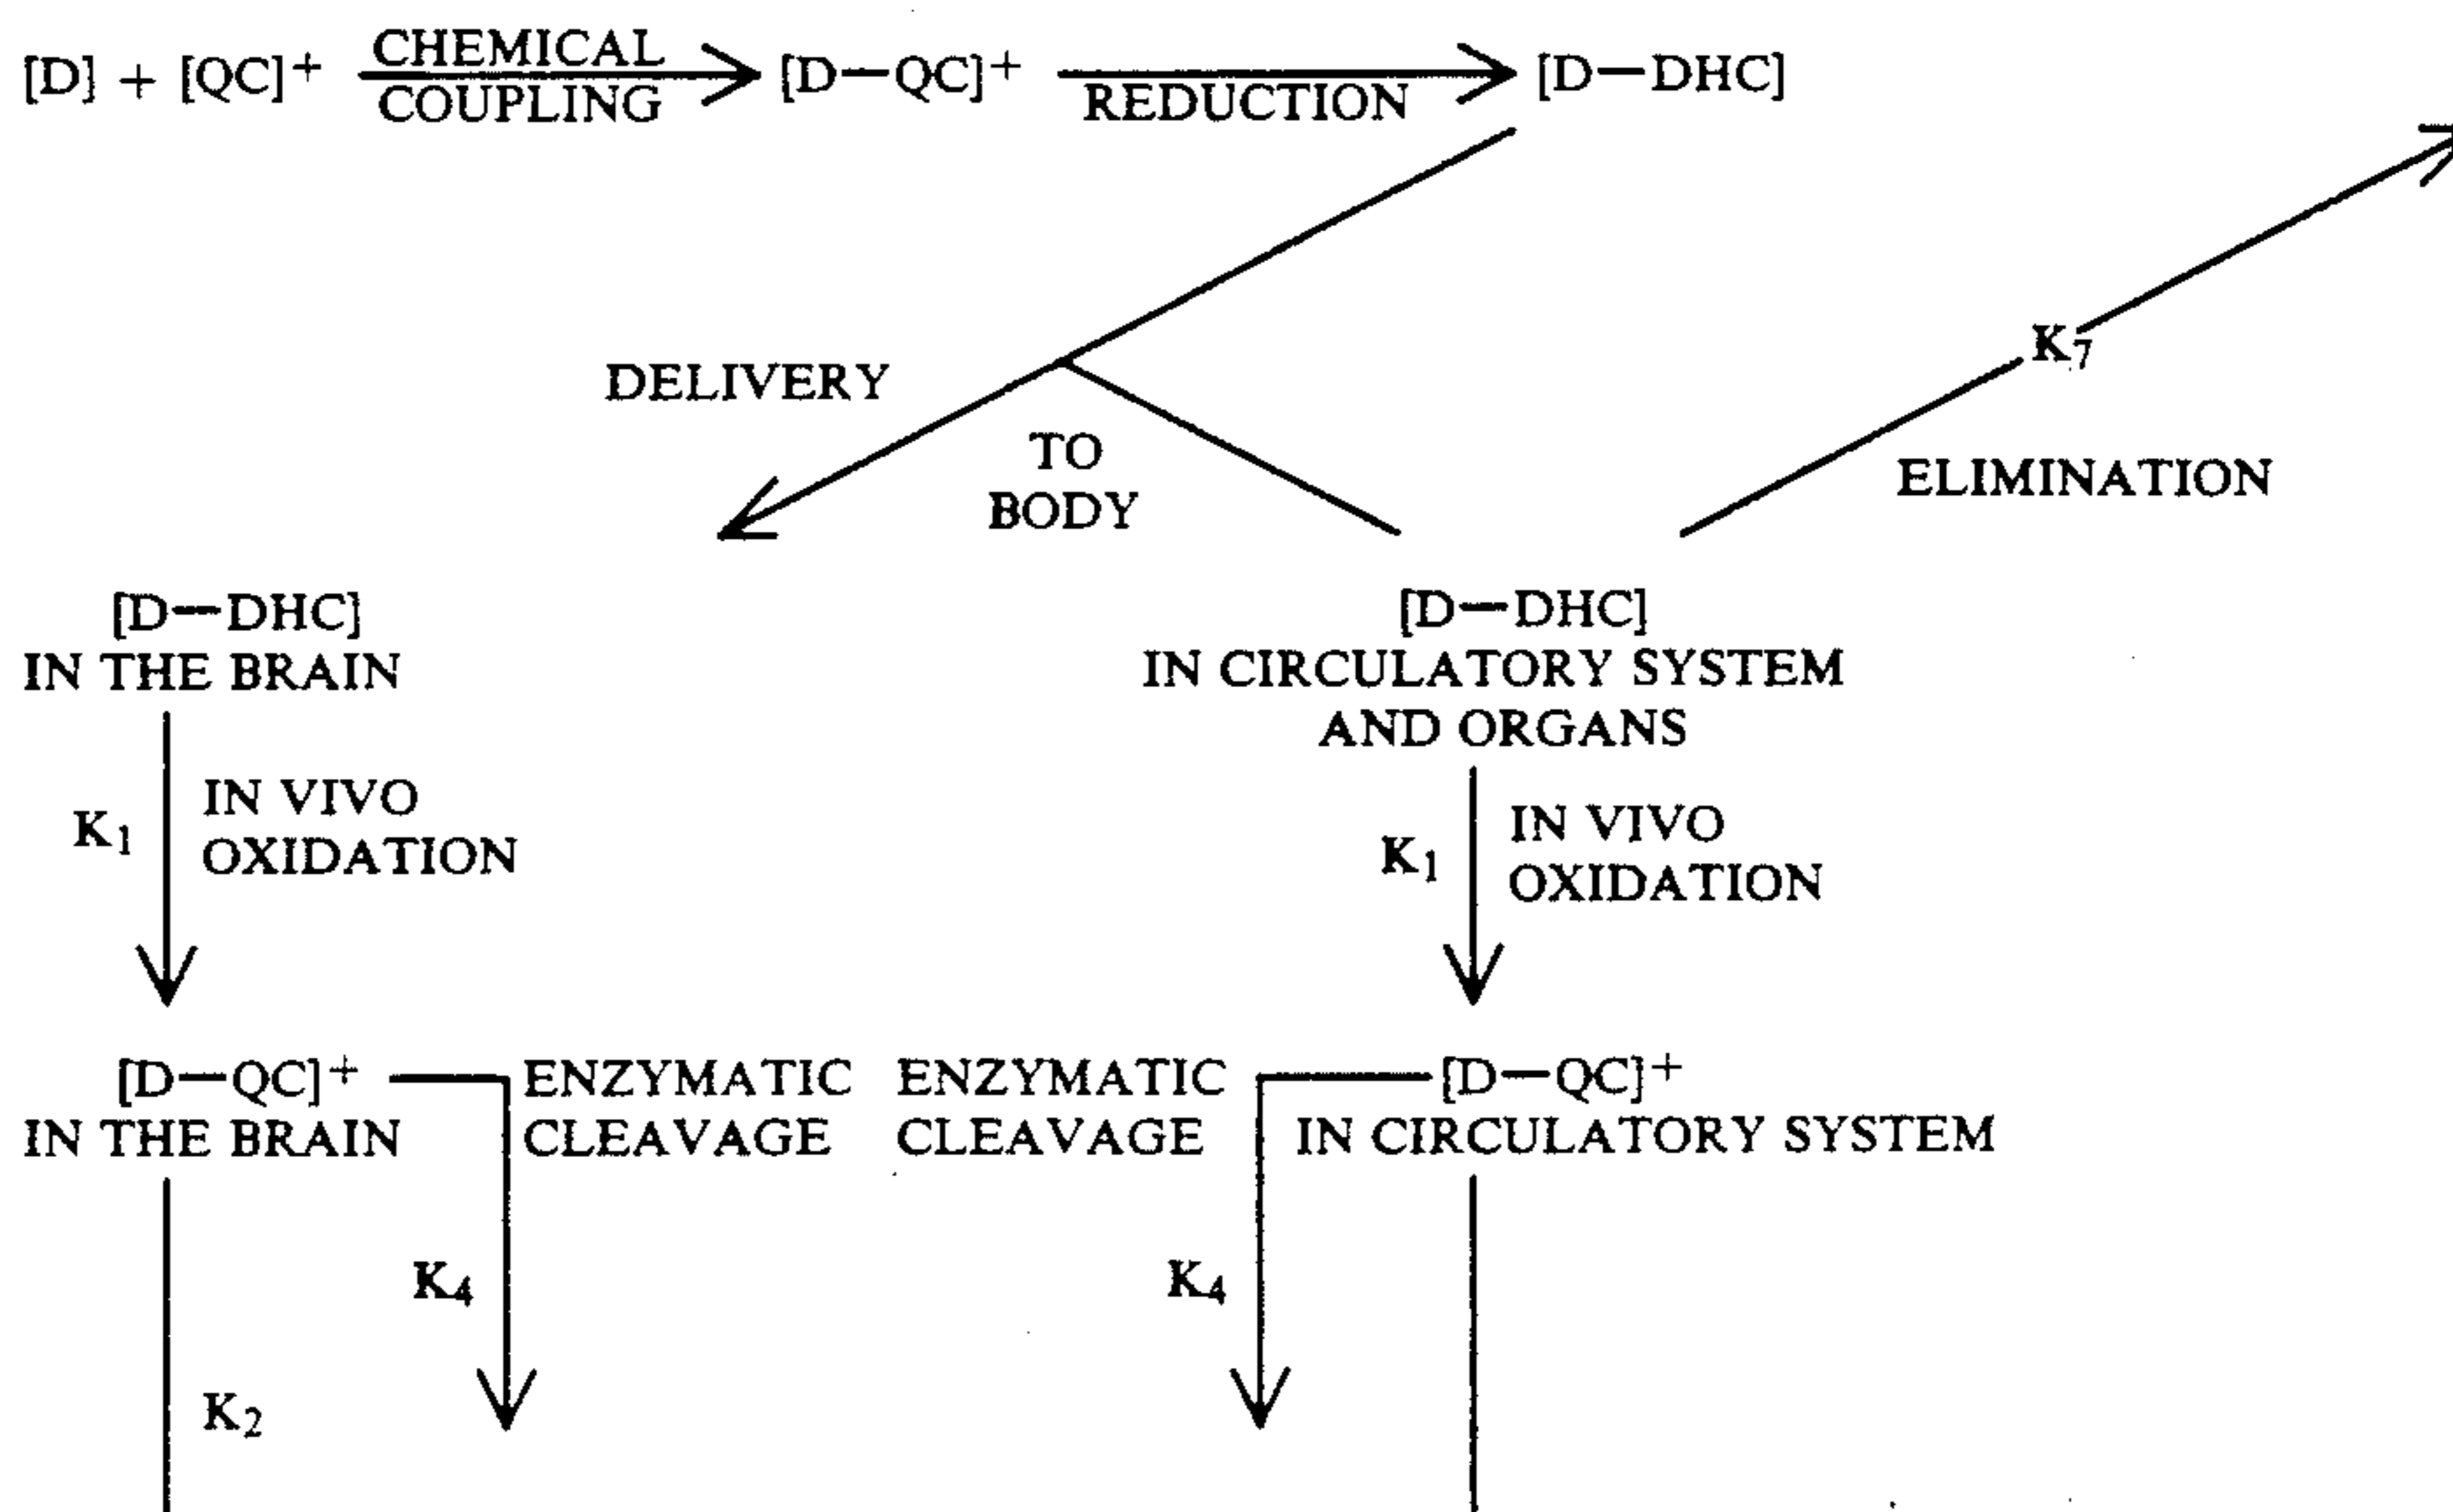 [D] + [QC]+ CHEMICAL COUPLING [D—QC]+ REDUCTION [D—DHC]
K7
DELIVERY
TO
BODY
ELIMINATION
[D—DHC]
IN THE BRAIN
[D—DHC]
IN CIRCULATORY SYSTEM
AND ORGANS
K1
IN VIVO
OXIDATION
K1
IN VIVO
OXIDATION
[D—QC]+
IN THE BRAIN
ENZYMATIC
CLEAVAGE
ENZYMATIC
CLEAVAGE
[D—QC]+
IN CIRCULATORY SYSTEM
K4
K4
K2